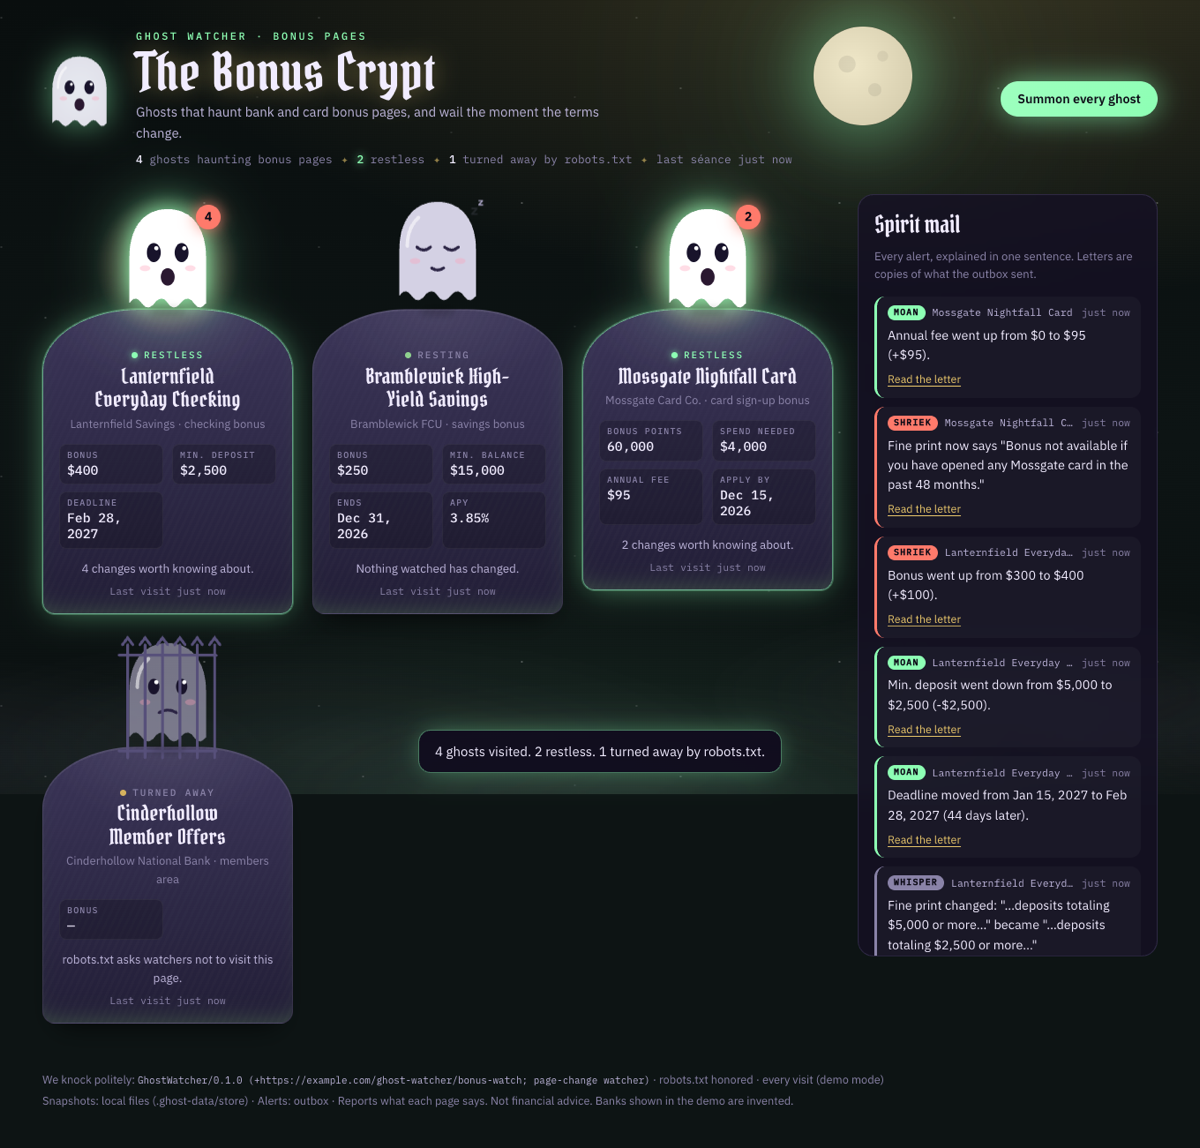 GHOST WATCHER · BONUS PAGES
The Bonus Crypt
Ghosts that haunt bank and card bonus pages, and wail the moment the terms
change.
4 ghosts haunting bonus pages ✦ 2 restless ✦ 1 turned away by robots.txt ✦ last séance just now
Summon every ghost
4
RESTLESS
Lanternfield
Everyday Checking
Lanternfield Savings · checking bonus
BONUS
$400
MIN. DEPOSIT
$2,500
DEADLINE
Feb 28,
2027
4 changes worth knowing about.
Last visit just now
z
z
RESTING
Bramblewick High-
Yield Savings
Bramblewick FCU · savings bonus
BONUS
$250
MIN. BALANCE
$15,000
ENDS
Dec 31,
2026
APY
3.85%
Nothing watched has changed.
Last visit just now
2
RESTLESS
Mossgate Nightfall Card
Mossgate Card Co. · card sign-up bonus
BONUS POINTS
60,000
SPEND NEEDED
$4,000
ANNUAL FEE
$95
APPLY BY
Dec 15,
2026
2 changes worth knowing about.
Last visit just now
TURNED AWAY
Cinderhollow
Member Offers
Cinderhollow National Bank · members
area
BONUS
—
robots.txt asks watchers not to visit this
page.
Last visit just now
4 ghosts visited. 2 restless. 1 turned away by robots.txt.
Spirit mail
Every alert, explained in one sentence. Letters are
copies of what the outbox sent.
MOAN Mossgate Nightfall Card just now
Annual fee went up from $0 to $95
(+$95).
Read the letter
SHRIEK Mossgate Nightfall C… just now
Fine print now says "Bonus not available if
you have opened any Mossgate card in the
past 48 months."
Read the letter
SHRIEK Lanternfield Everyda… just now
Bonus went up from $300 to $400
(+$100).
Read the letter
MOAN Lanternfield Everyday … just now
Min. deposit went down from $5,000 to
$2,500 (-$2,500).
Read the letter
MOAN Lanternfield Everyday … just now
Deadline moved from Jan 15, 2027 to Feb
28, 2027 (44 days later).
Read the letter
WHISPER Lanternfield Everyd… just now
Fine print changed: "…deposits totaling
$5,000 or more…" became "…deposits
totaling $2,500 or more…"
We knock politely: GhostWatcher/0.1.0 (+https://example.com/ghost-watcher/bonus-watch; page-change watcher) · robots.txt honored · every visit (demo mode)
Snapshots: local files (.ghost-data/store) · Alerts: outbox · Reports what each page says. Not financial advice. Banks shown in the demo are invented.